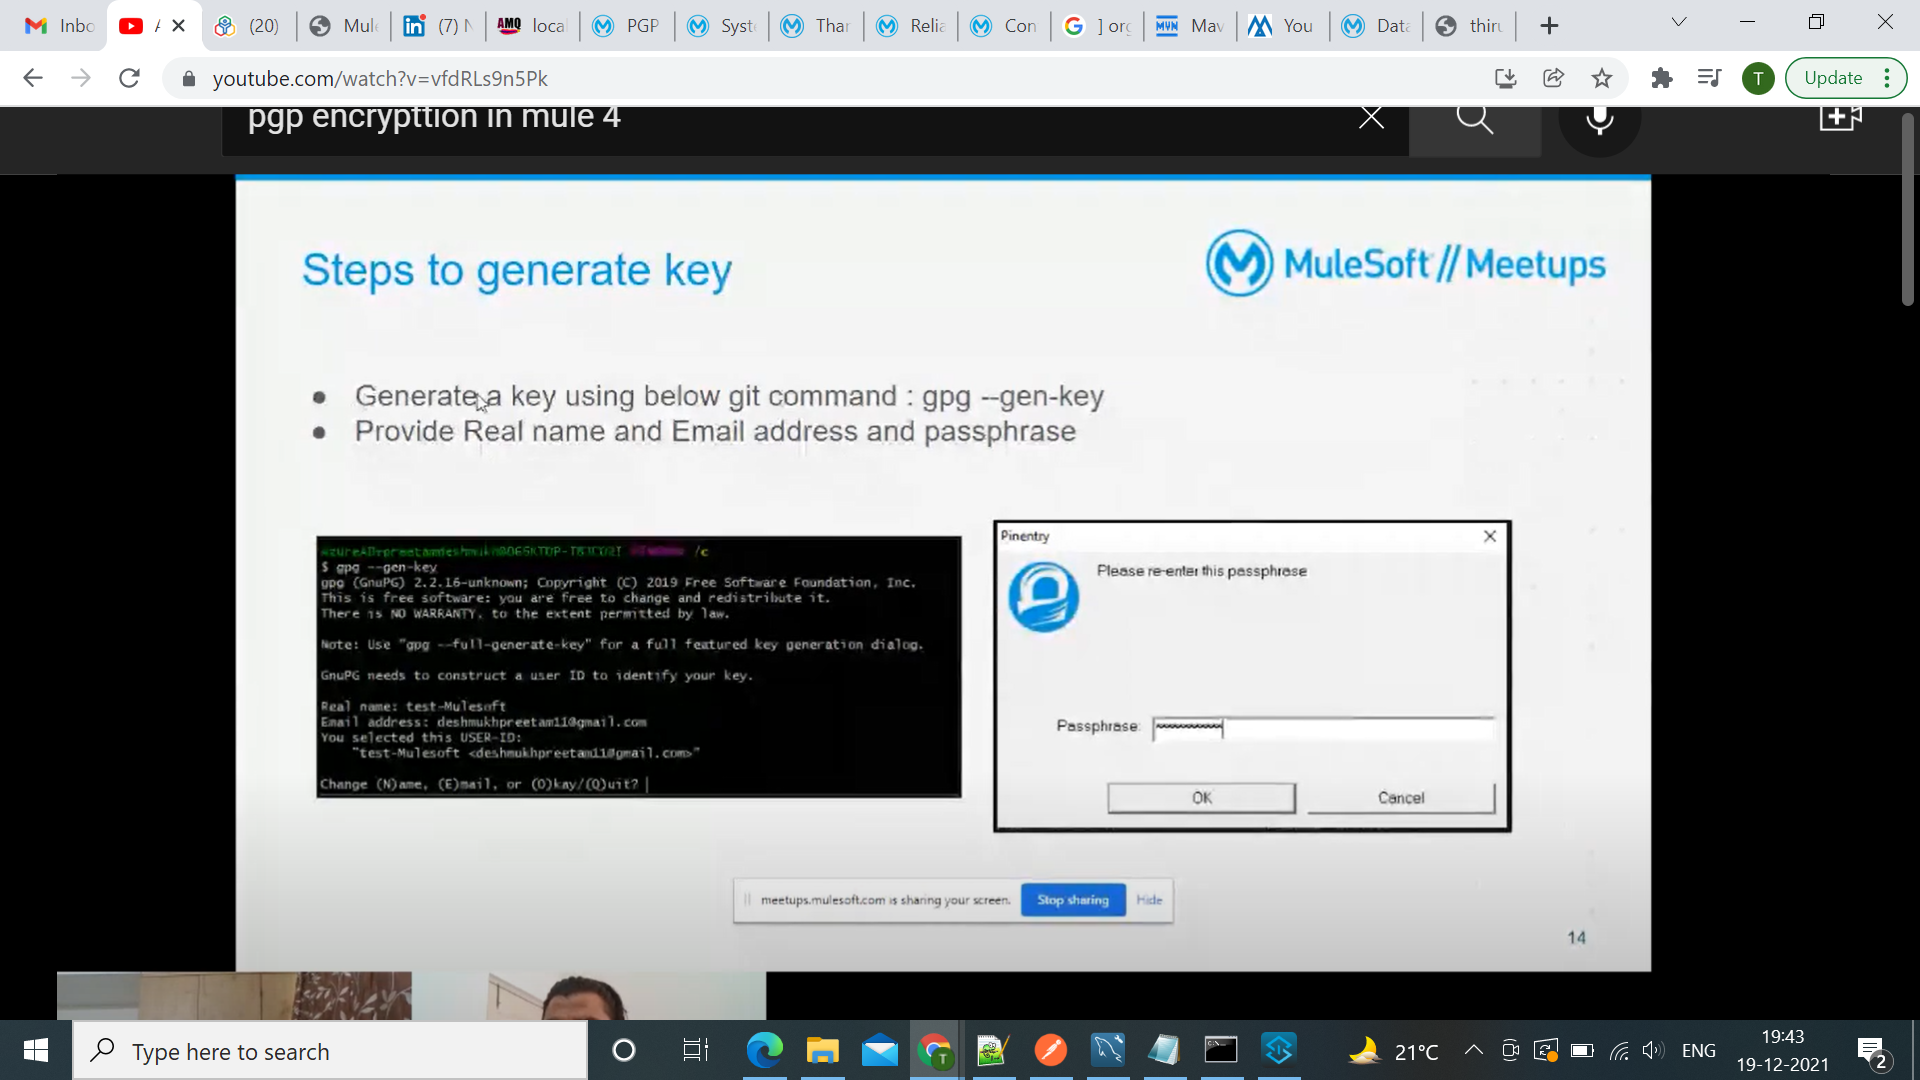 Inbo
(20)
Mule
(7) N
AMQ
loca
PGP
Syst
Thar
Relia
Con
] org
MVN
Mav
You
Data
thiru
youtube.com/watch?v=vfdRLs9n5Pk
T
Update
pgp encrypttion in mule 4
Steps to generate key
MuleSoft // Meetups
Generate a key using below git command : gpg --gen-key
Provide Real name and Email address and passphrase
/c
$ gpg --gen-key
gpg (GnuPG) 2.2.16-unknown; Copyright (C) 2019 Free Software Foundation, Inc.
This is free software: you are free to change and redistribute it.
There is NO WARRANTY, to the extent permitted by law.
Note: Use "gpg --full-generate-key" for a full featured key generation dialog.
GnuPG needs to construct a user ID to identify your key.
Real name: test-Mulesoft
Email address: deshmukhpreetam11@gmail.com
You selected this USER-ID:
"test-Mulesoft <deshmukhpreetam11@gmail.com>"
Change (N)ame, (E)mail, or (O)kay/(Q)uit?
Pinentry
Please re-enter this passphrase
Passphrase:
OK
Cancel
meetups.mulesoft.com is sharing your screen.
Stop sharing
Hide
14
Type here to search
T
21°C
ENG
19:43
19-12-2021
2